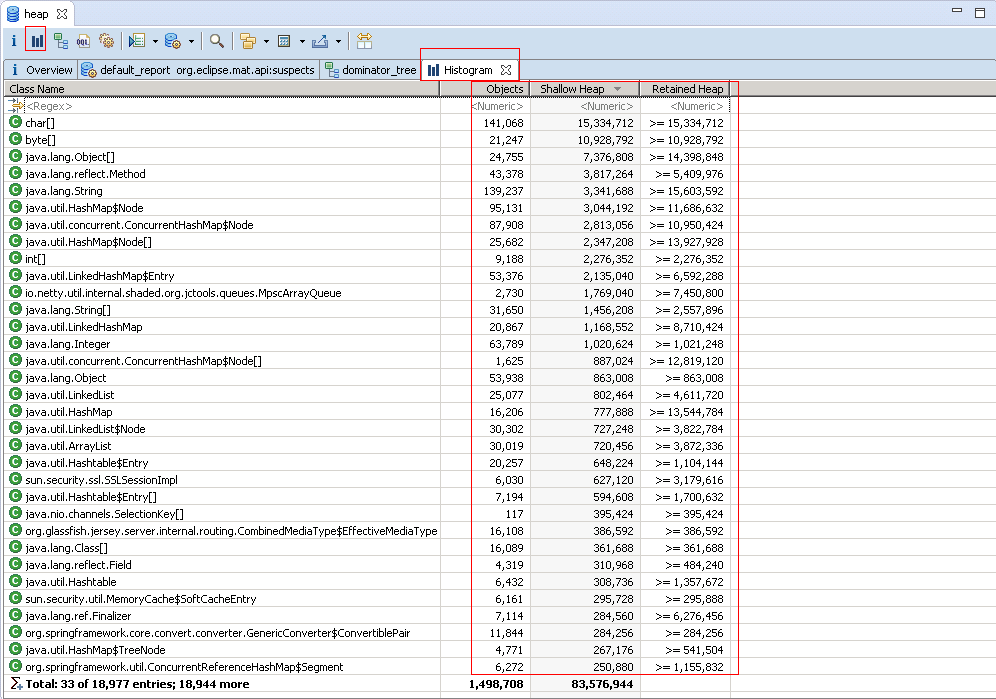 heap
i OQL
i Overview default_report org.eclipse.mat.api:suspects dominator_tree Histogram
Class Name Objects Shallow Heap Retained Heap
<Regex> <Numeric> <Numeric> <Numeric>
C char[] 141,068 15,334,712 >= 15,334,712
C byte[] 21,247 10,928,792 >= 10,928,792
C java.lang.Object[] 24,755 7,376,808 >= 14,398,848
C java.lang.reflect.Method 43,378 3,817,264 >= 5,409,976
C java.lang.String 139,237 3,341,688 >= 15,603,592
C java.util.HashMap$Node 95,131 3,044,192 >= 11,686,632
C java.util.concurrent.ConcurrentHashMap$Node 87,908 2,813,056 >= 10,950,424
C java.util.HashMap$Node[] 25,682 2,347,208 >= 13,927,928
C int[] 9,188 2,276,352 >= 2,276,352
C java.util.LinkedHashMap$Entry 53,376 2,135,040 >= 6,592,288
C io.netty.util.internal.shaded.org.jctools.queues.MpscArrayQueue 2,730 1,769,040 >= 7,450,800
C java.lang.String[] 31,650 1,456,208 >= 2,557,896
C java.util.LinkedHashMap 20,867 1,168,552 >= 8,710,424
C java.lang.Integer 63,789 1,020,624 >= 1,021,248
C java.util.concurrent.ConcurrentHashMap$Node[] 1,625 887,024 >= 12,819,120
C java.lang.Object 53,938 863,008 >= 863,008
C java.util.LinkedList 25,077 802,464 >= 4,611,720
C java.util.HashMap 16,206 777,888 >= 13,544,784
C java.util.LinkedList$Node 30,302 727,248 >= 3,822,784
C java.util.ArrayList 30,019 720,456 >= 3,872,336
C java.util.Hashtable$Entry 20,257 648,224 >= 1,104,144
C sun.security.ssl.SSLSessionImpl 6,030 627,120 >= 3,179,616
C java.util.Hashtable$Entry[] 7,194 594,608 >= 1,700,632
C java.nio.channels.SelectionKey[] 117 395,424 >= 395,424
C org.glassfish.jersey.server.internal.routing.CombinedMediaType$EffectiveMediaType 16,108 386,592 >= 386,592
C java.lang.Class[] 16,089 361,688 >= 361,688
C java.lang.reflect.Field 4,319 310,968 >= 484,240
C java.util.Hashtable 6,432 308,736 >= 1,357,672
C sun.security.util.MemoryCache$SoftCacheEntry 6,161 295,728 >= 295,888
C java.lang.ref.Finalizer 7,114 284,560 >= 6,276,456
C org.springframework.core.convert.converter.GenericConverter$ConvertiblePair 11,844 284,256 >= 284,256
C java.util.HashMap$TreeNode 4,771 267,176 >= 541,504
C org.springframework.util.ConcurrentReferenceHashMap$Segment 6,272 250,880 >= 1,155,832
Total: 33 of 18,977 entries; 18,944 more 1,498,708 83,576,944